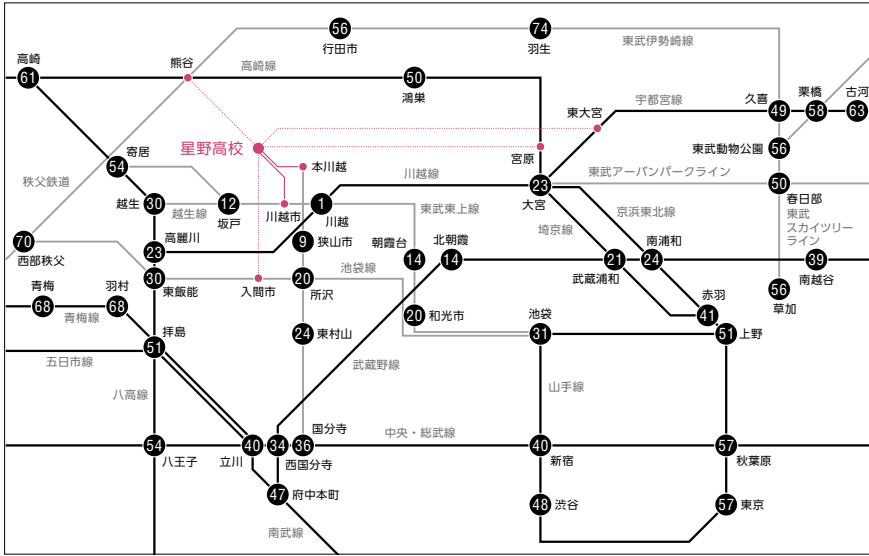 56
行田市
74
羽生
東武伊勢崎線
高崎
61
熊谷
高崎線
50
鴻巣
東大宮
宇都宮線
久喜
49
栗橋
58
古河
63
星野高校
本川越
宮原
東武動物公園
56
寄居
54
秩父鉄道
川越線
東武アーバンパークライン
50
春日部
23
大宮
越生
30
越生線
12
坂戸
川越市
1
川越
東武東上線
京浜東北線
東武
スカイツリー
ライン
70
西部秩父
高麗川
23
9
狭山市
朝霞台
14
北朝霞
14
埼京線
21
武蔵浦和
南浦和
24
39
南越谷
30
東飯能
入間市
池袋線
20
所沢
56
草加
青梅
68
羽村
68
青梅線
20
和光市
赤羽
41
池袋
31
51
上野
24
東村山
拝島
51
五日市線
武蔵野線
八高線
山手線
国分寺
中央・総武線
54
八王子
40
立川
34
西国分寺
36
40
新宿
57
秋葉原
47
府中本町
48
渋谷
57
東京
南武線